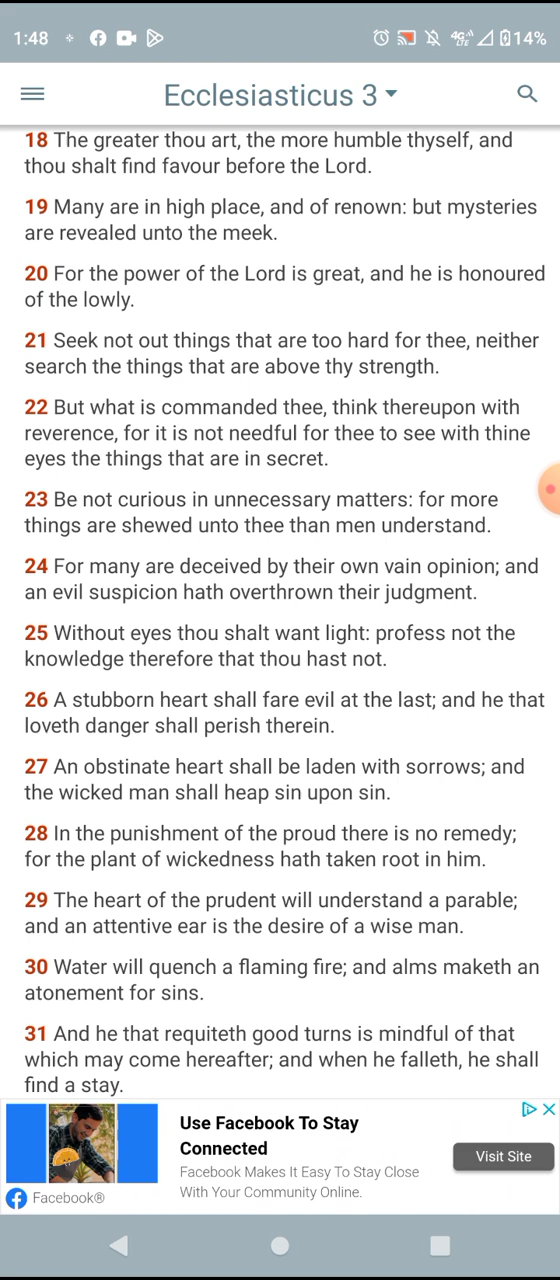 1:48 4G LTE 14%
Ecclesiasticus 3
18 The greater thou art, the more humble thyself, and
thou shalt find favour before the Lord.
19 Many are in high place, and of renown: but mysteries
are revealed unto the meek.
20 For the power of the Lord is great, and he is honoured
of the lowly.
21 Seek not out things that are too hard for thee, neither
search the things that are above thy strength.
22 But what is commanded thee, think thereupon with
reverence, for it is not needful for thee to see with thine
eyes the things that are in secret.
23 Be not curious in unnecessary matters: for more
things are shewed unto thee than men understand.
24 For many are deceived by their own vain opinion; and
an evil suspicion hath overthrown their judgment.
25 Without eyes thou shalt want light: profess not the
knowledge therefore that thou hast not.
26 A stubborn heart shall fare evil at the last; and he that
loveth danger shall perish therein.
27 An obstinate heart shall be laden with sorrows; and
the wicked man shall heap sin upon sin.
28 In the punishment of the proud there is no remedy;
for the plant of wickedness hath taken root in him.
29 The heart of the prudent will understand a parable;
and an attentive ear is the desire of a wise man.
30 Water will quench a flaming fire; and alms maketh an
atonement for sins.
31 And he that requiteth good turns is mindful of that
which may come hereafter; and when he falleth, he shall
find a stay.
Use Facebook To Stay
Connected
Facebook Makes It Easy To Stay Close
With Your Community Online.
Visit Site
Facebook®